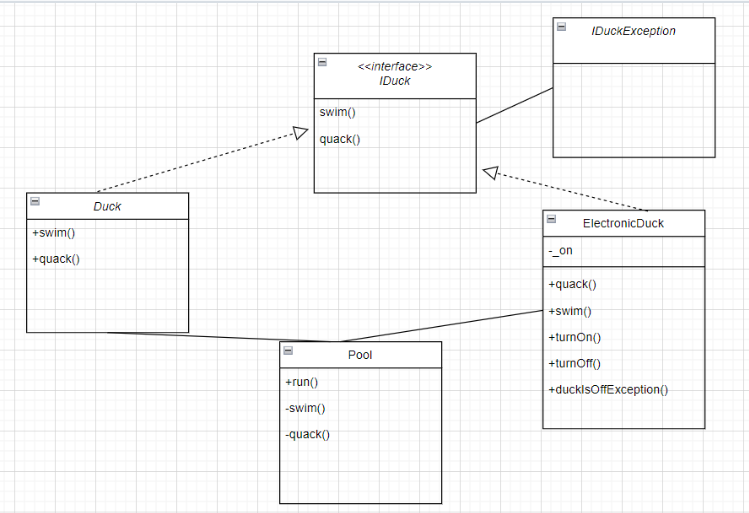 IDuckException
<<interface>>
IDuck
swim()
quack()
Duck
+swim()
+quack()
ElectronicDuck
-_on
+quack()
+swim()
+turnOn()
+turnOff()
+duckIsOffException()
Pool
+run()
-swim()
-quack()